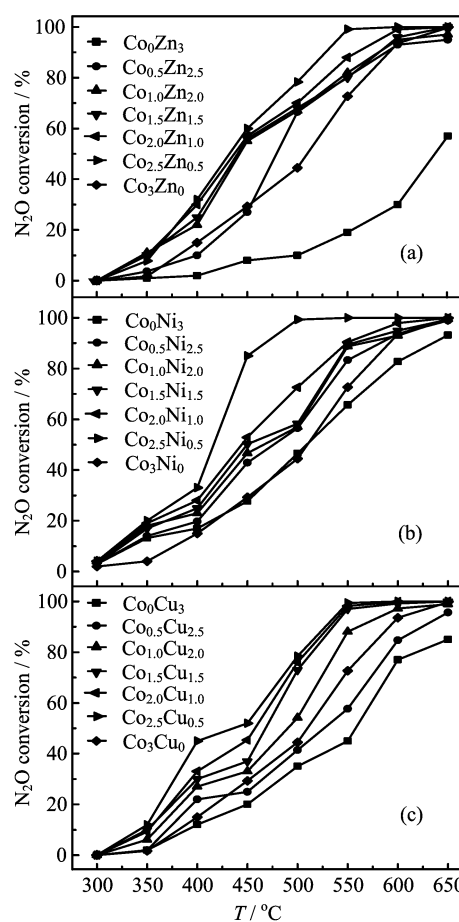 100
80
60
40
20
0
N₂O conversion / %
Co₀Zn₃
Co₀.₅Zn₂.₅
Co₁.₀Zn₂.₀
Co₁.₅Zn₁.₅
Co₂.₀Zn₁.₀
Co₂.₅Zn₀.₅
Co₃Zn₀
(a)
100
80
60
40
20
0
N₂O conversion / %
Co₀Ni₃
Co₀.₅Ni₂.₅
Co₁.₀Ni₂.₀
Co₁.₅Ni₁.₅
Co₂.₀Ni₁.₀
Co₂.₅Ni₀.₅
Co₃Ni₀
(b)
100
80
60
40
20
0
N₂O conversion / %
Co₀Cu₃
Co₀.₅Cu₂.₅
Co₁.₀Cu₂.₀
Co₁.₅Cu₁.₅
Co₂.₀Cu₁.₀
Co₂.₅Cu₀.₅
Co₃Cu₀
(c)
300 350 400 450 500 550 600 650
T / °C